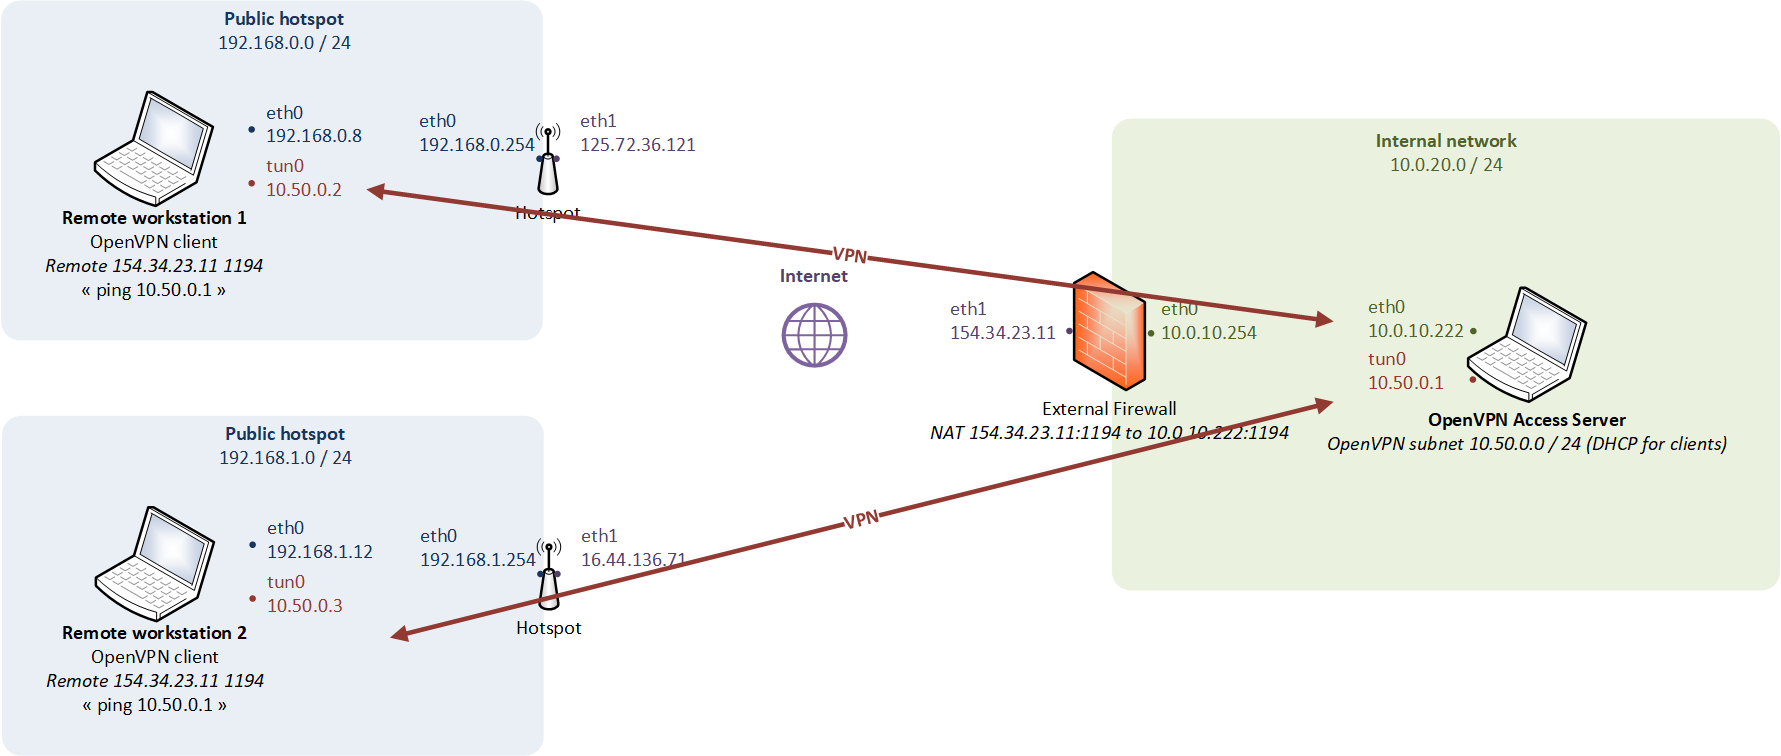 Public hotspot
192.168.0.0 / 24
eth0
192.168.0.8
tun0
10.50.0.2
eth0
192.168.0.254
eth1
125.72.36.121
Hotspot
Remote workstation 1
OpenVPN client
Remote 154.34.23.11 1194
« ping 10.50.0.1 »
VPN
Internet
Internal network
10.0.20.0 / 24
eth1
154.34.23.11
eth0
10.0.10.254
External Firewall
NAT 154.34.23.11:1194 to 10.0.10.222:1194
eth0
10.0.10.222
tun0
10.50.0.1
OpenVPN Access Server
OpenVPN subnet 10.50.0.0 / 24 (DHCP for clients)
Public hotspot
192.168.1.0 / 24
eth0
192.168.1.12
tun0
10.50.0.3
eth0
192.168.1.254
eth1
16.44.136.71
Hotspot
VPN
Remote workstation 2
OpenVPN client
Remote 154.34.23.11 1194
« ping 10.50.0.1 »